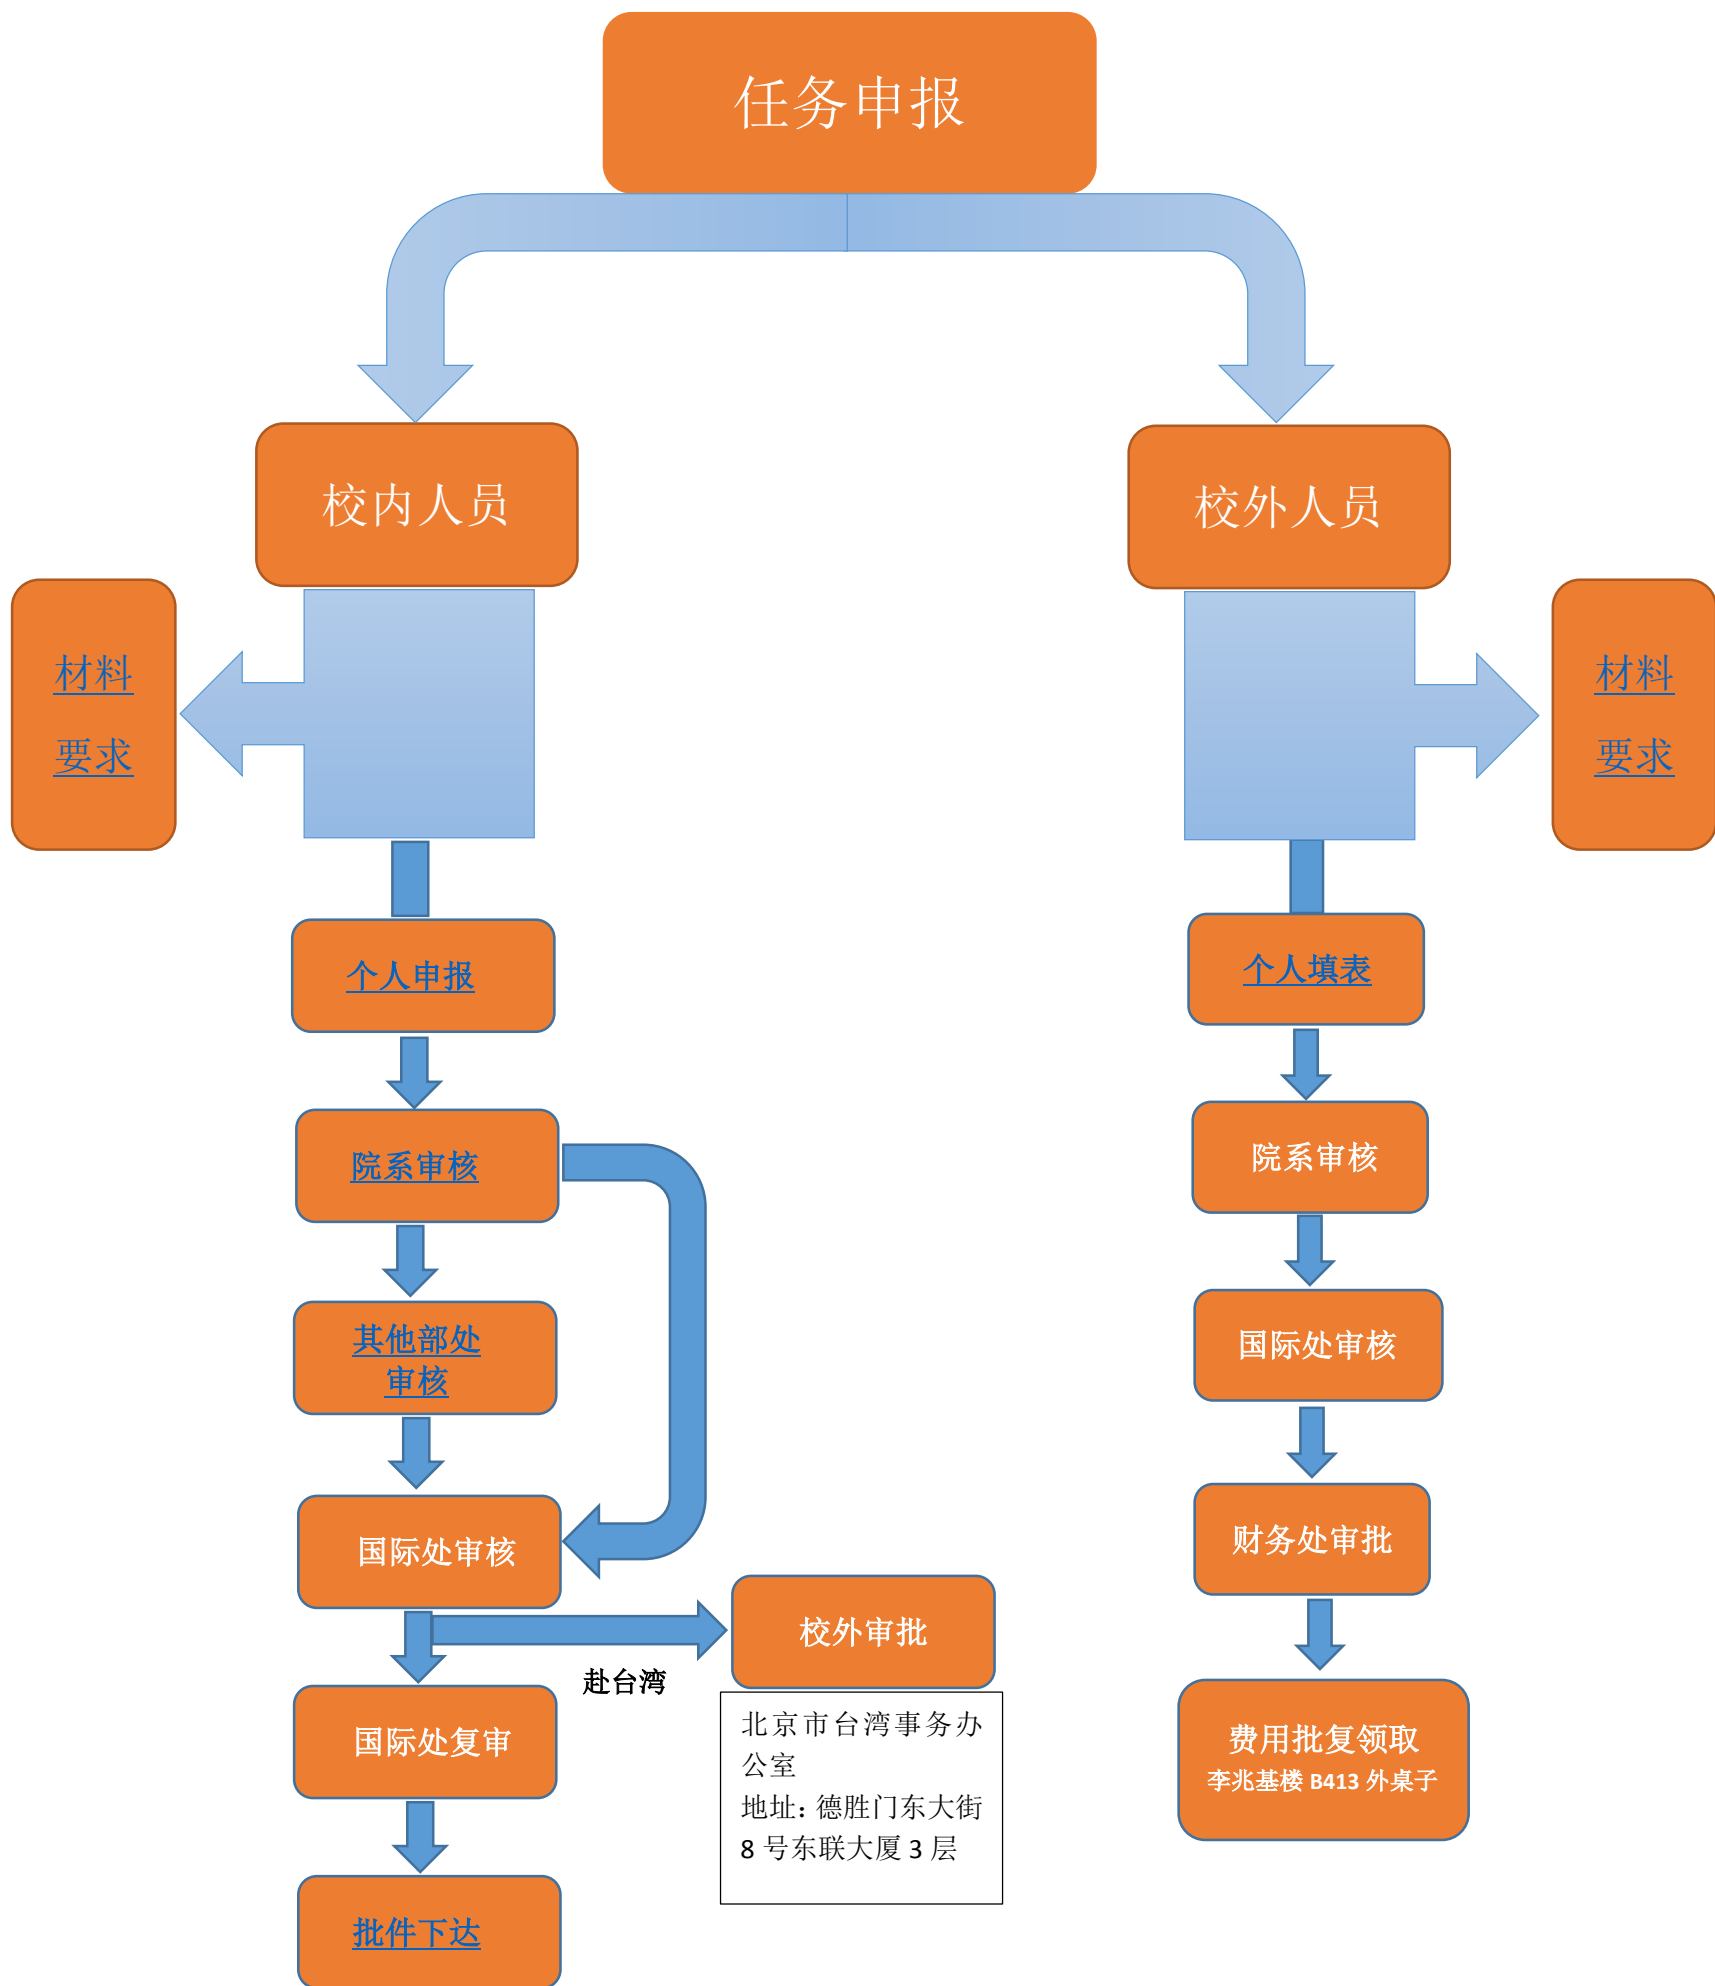 任务申报
校内人员
校外人员
材料
要求
材料
要求
个人申报
个人填表
院系审核
院系审核
其他部处
审核
国际处审核
国际处审核
财务处审批
校外审批
赴台湾
北京市台湾事务办
公室
地址：德胜门东大街
8 号东联大厦 3 层
国际处复审
费用批复领取
李兆基楼 B413 外桌子
批件下达